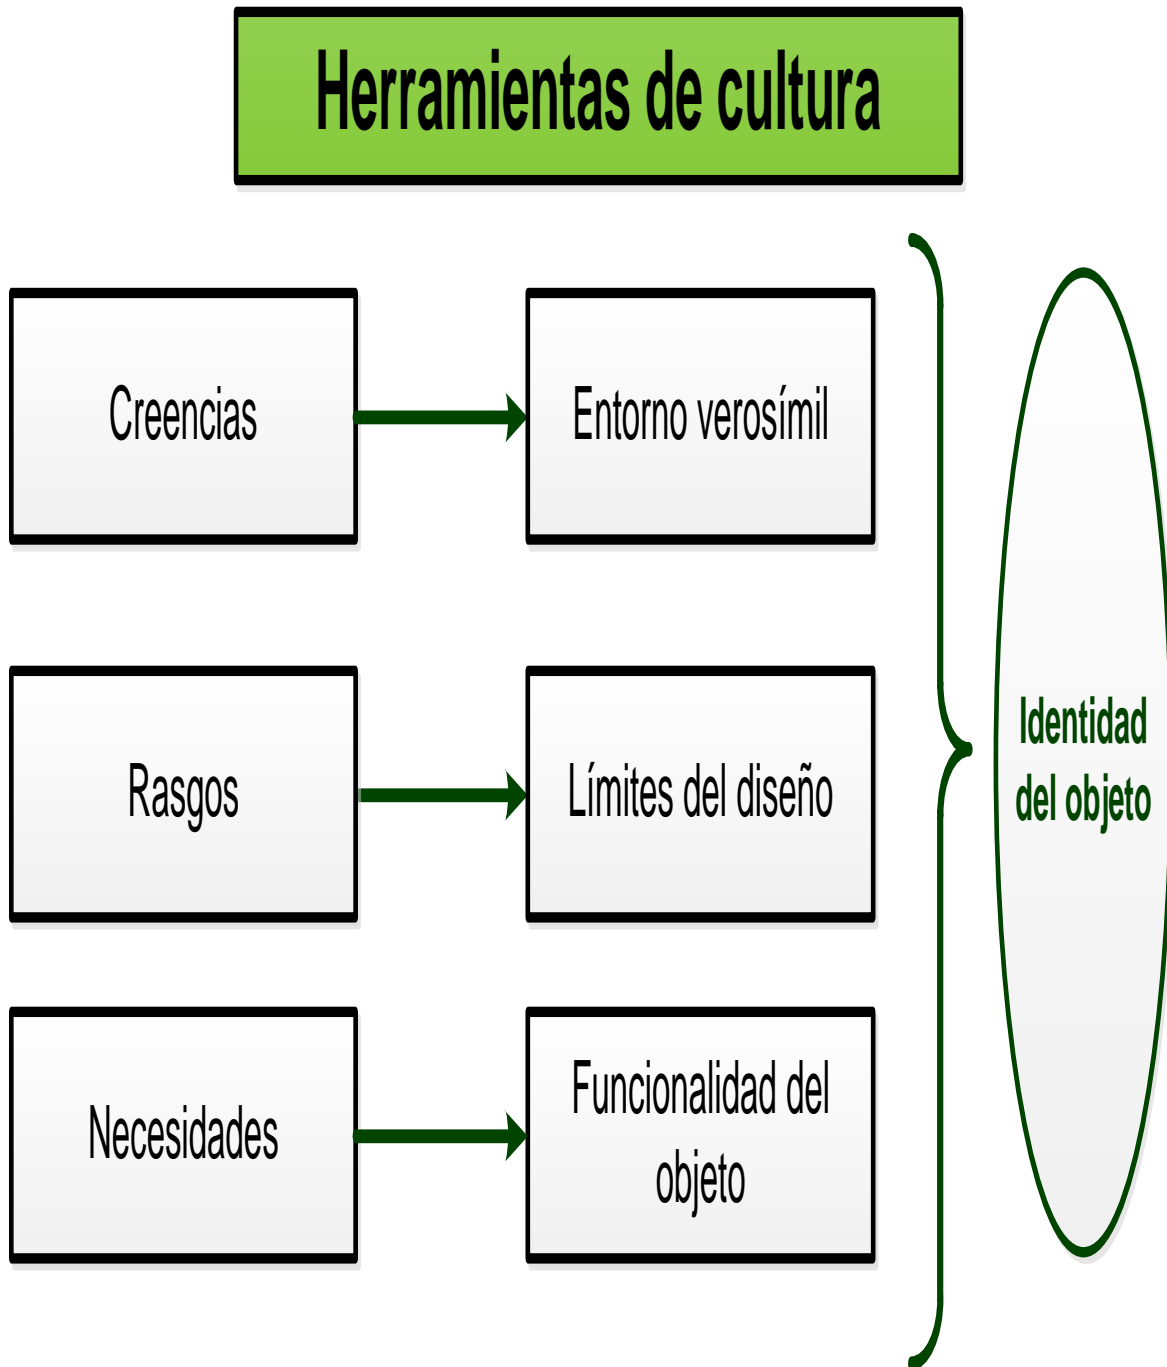 Herramientas de cultura
Creencias
Entorno verosímil
Rasgos
Límites del diseño
Necesidades
Funcionalidad del
objeto
Identidad
del objeto